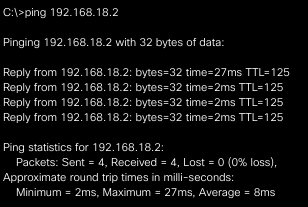 C:\>ping 192.168.18.2
Pinging 192.168.18.2 with 32 bytes of data:
Reply from 192.168.18.2: bytes=32 time=27ms TTL=125
Reply from 192.168.18.2: bytes=32 time=2ms TTL=125
Reply from 192.168.18.2: bytes=32 time=2ms TTL=125
Reply from 192.168.18.2: bytes=32 time=2ms TTL=125
Ping statistics for 192.168.18.2:
Packets: Sent = 4, Received = 4, Lost = 0 (0% loss),
Approximate round trip times in milli-seconds:
Minimum = 2ms, Maximum = 27ms, Average = 8ms